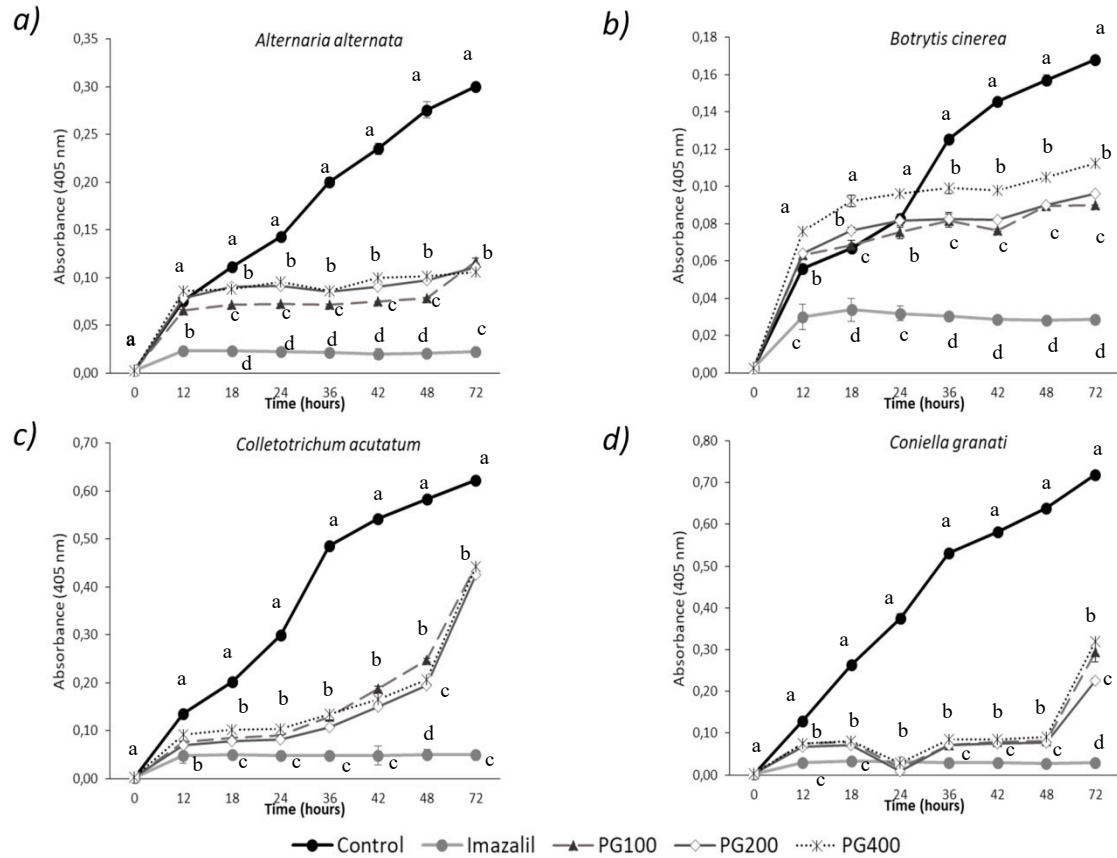 a)
Alternaria alternata
Absorbance (405 nm)
0,35
0,30
0,25
0,20
0,15
0,10
0,05
0,00
a a a a a a a
a b b b b b b
c c c c c
a b d d d d d c
0 12 18 24 36 42 48 72
Time (hours)
b)
Botrytis cinerea
Absorbance (405 nm)
0,18
0,16
0,14
0,12
0,10
0,08
0,06
0,04
0,02
0,00
a a a a
a a a b b b b
b
b c b c c c c
c d c d d d d
0 12 18 24 36 42 48 72
Time (hours)
c)
Colletotrichum acutatum
Absorbance (405 nm)
0,70
0,60
0,50
0,40
0,30
0,20
0,10
0,00
a a a a a a a a
b b b b b b
c
d
b c c c c c
0 12 18 24 36 42 48 72
Time (hours)
d)
Coniella granati
Absorbance (405 nm)
0,80
0,70
0,60
0,50
0,40
0,30
0,20
0,10
0,00
a a a a a a a a
b b b b b b b
c
c c c c c
0 12 18 24 36 42 48 72
Time (hours)
Control Imazalil PG100 PG200 PG400